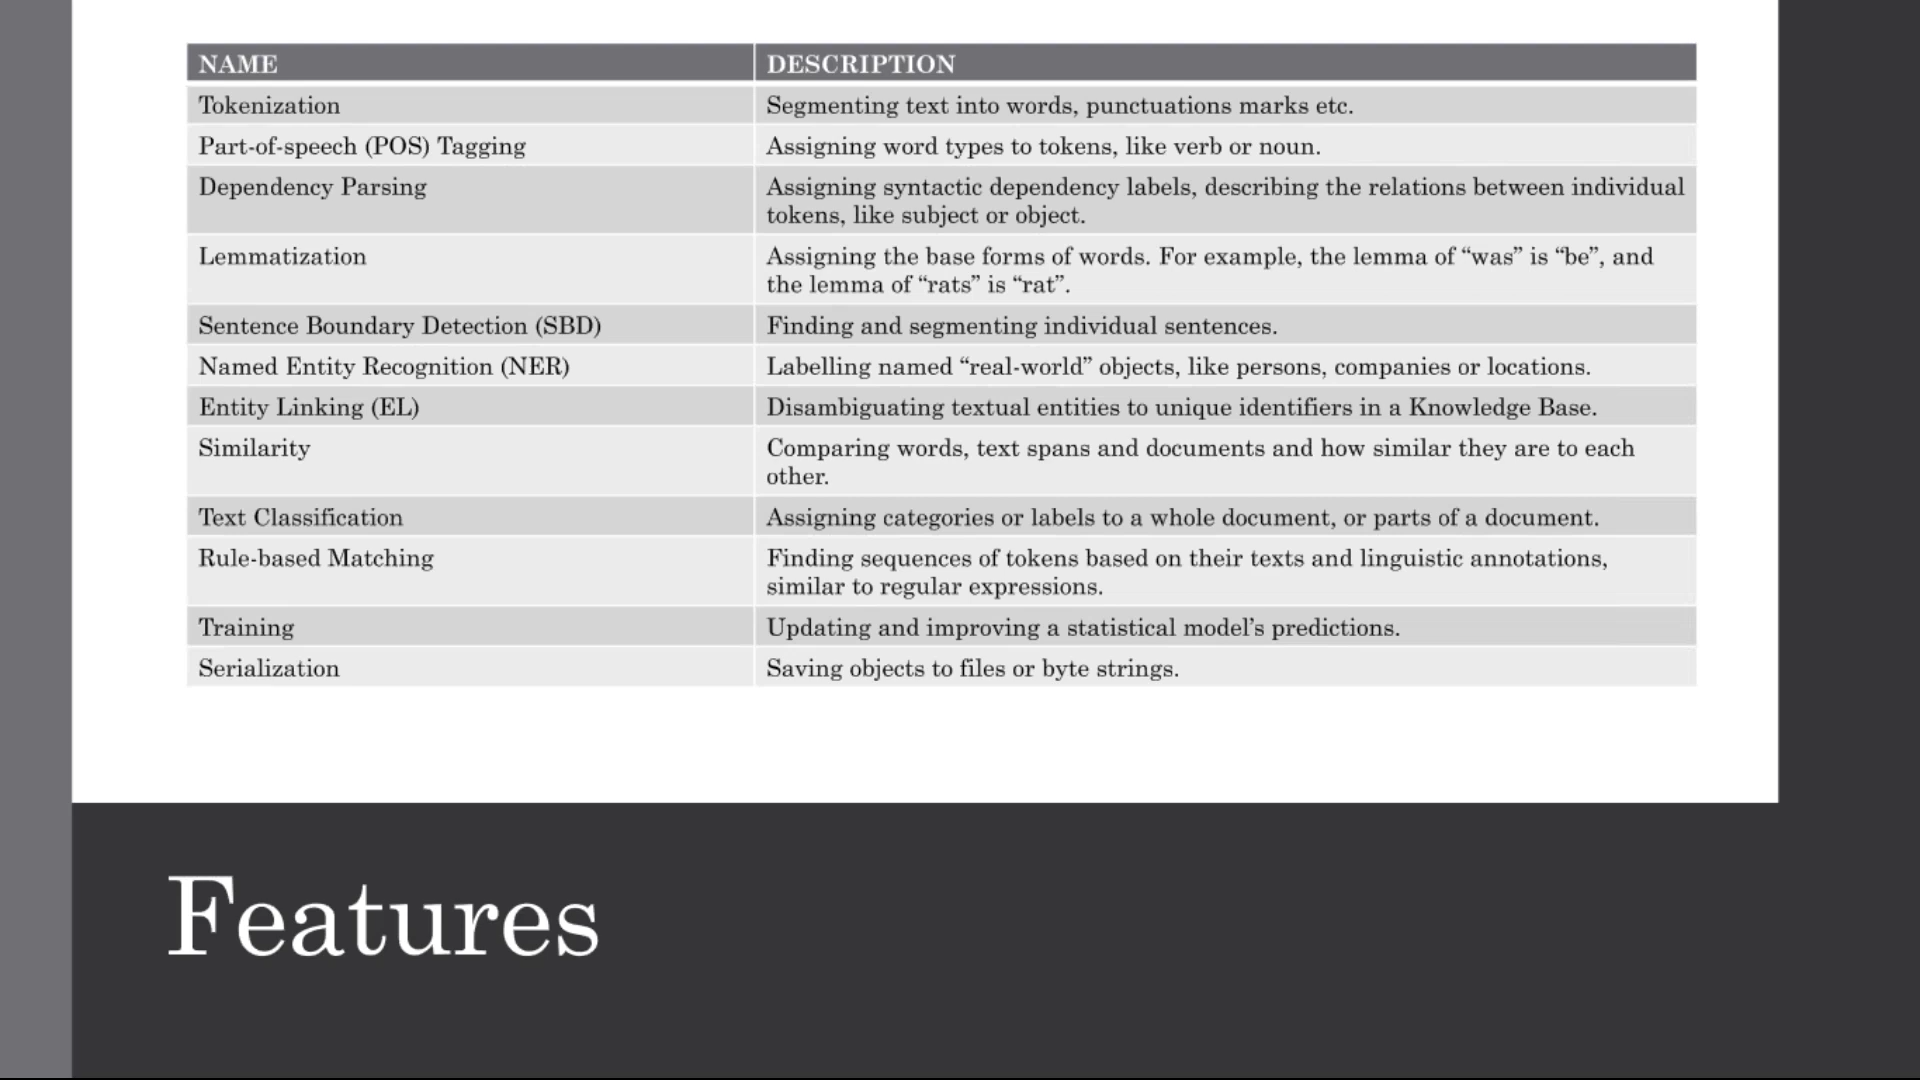 NAME DESCRIPTION
Tokenization Segmenting text into words, punctuations marks etc.
Part-of-speech (POS) Tagging Assigning word types to tokens, like verb or noun.
Dependency Parsing Assigning syntactic dependency labels, describing the relations between individual
tokens, like subject or object.
Lemmatization Assigning the base forms of words. For example, the lemma of “was” is “be”, and
the lemma of “rats” is “rat”.
Sentence Boundary Detection (SBD) Finding and segmenting individual sentences.
Named Entity Recognition (NER) Labelling named “real-world” objects, like persons, companies or locations.
Entity Linking (EL) Disambiguating textual entities to unique identifiers in a Knowledge Base.
Similarity Comparing words, text spans and documents and how similar they are to each
other.
Text Classification Assigning categories or labels to a whole document, or parts of a document.
Rule-based Matching Finding sequences of tokens based on their texts and linguistic annotations,
similar to regular expressions.
Training Updating and improving a statistical model’s predictions.
Serialization Saving objects to files or byte strings.
Features